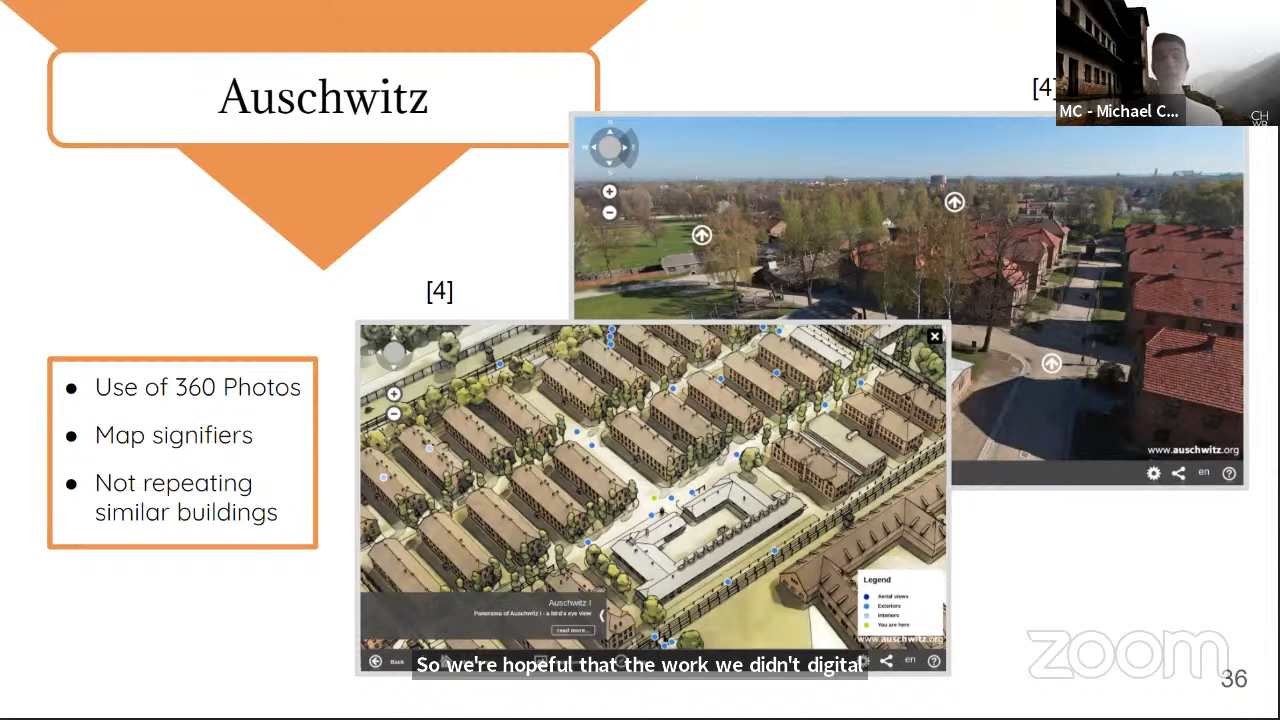 Auschwitz
[4]
MC - Michael C...
CH
[4]
Use of 360 Photos
Map signifiers
Not repeating
similar buildings
www.auschwitz.org
en
Auschwitz I
Panorama of Auschwitz I - a bird's eye view
read more...
Legend
Aerial views
Exteriors
Interiors
You are here
www.auschwitz.org
Back
en
So we're hopeful that the work we didn't digital
zoom
36